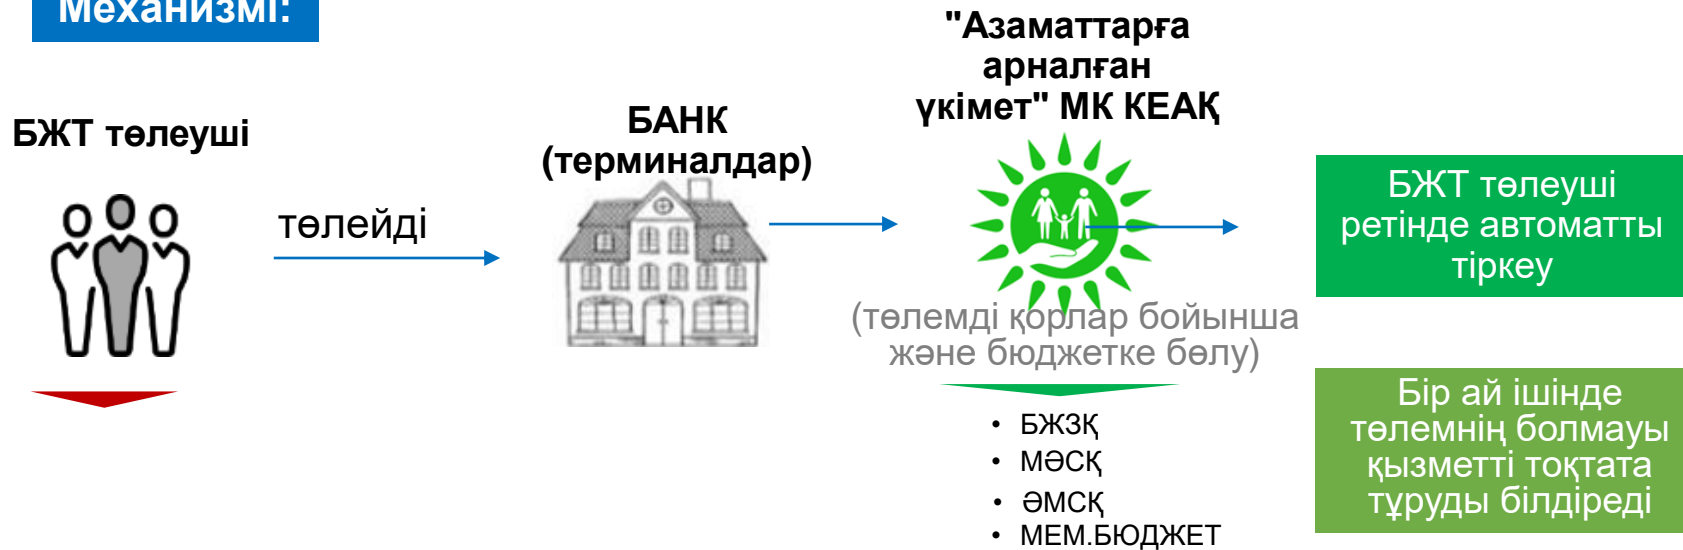 Механизмі:
БЖТ төлеуші
төлейді
БАНК
(терминалдар)
"Азаматтарға
арналған
үкімет" МК КЕАҚ
(төлемді қорлар бойынша
және бюджетке бөлу)
• БЖЗҚ
• МӘСҚ
• ӘМСҚ
• МЕМ.БЮДЖЕТ
БЖТ төлеуші
ретінде автоматты
тіркеу
Бір ай ішінде
төлемнің болмауы
қызметті тоқтата
тұруды білдіреді